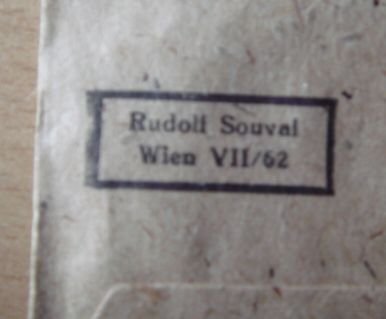 Rudolf Souval
Wien VII/62